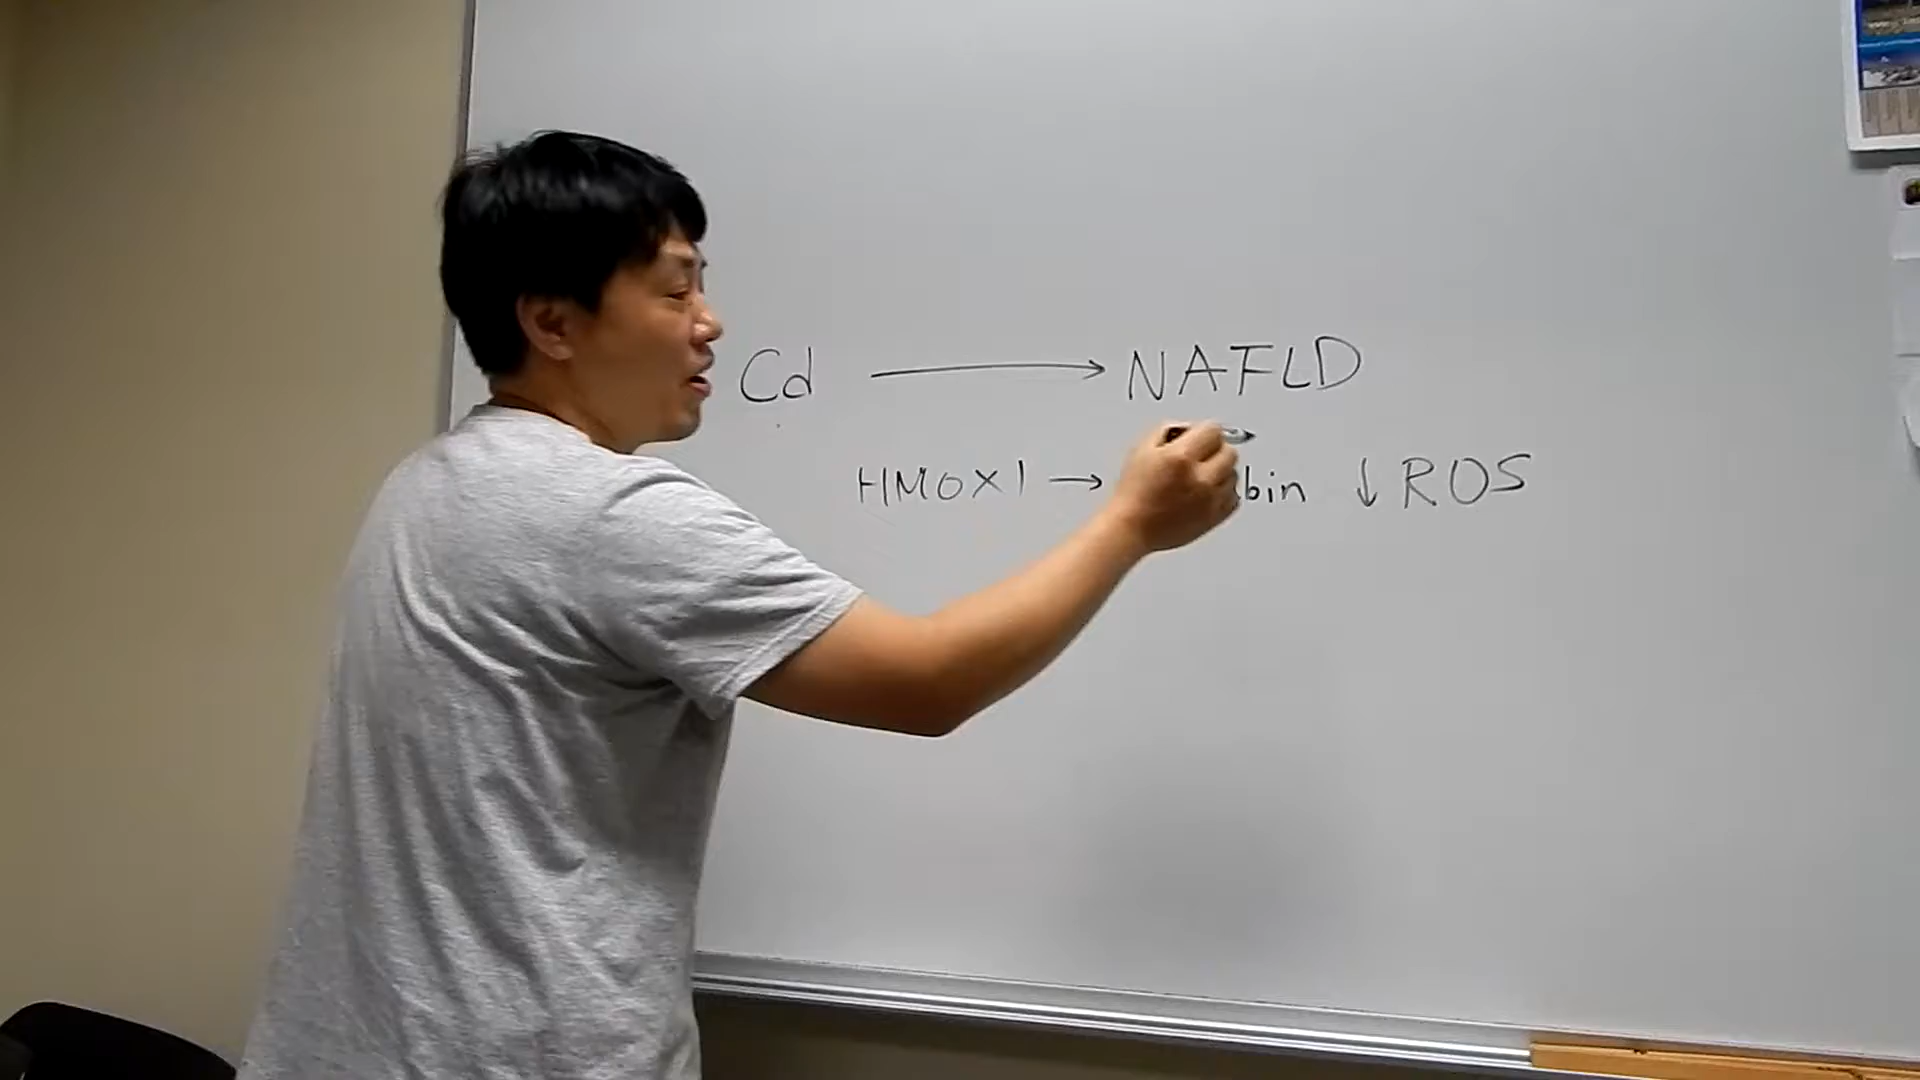 Cd → NAFLD
HMOX1 → bin ↓ ROS